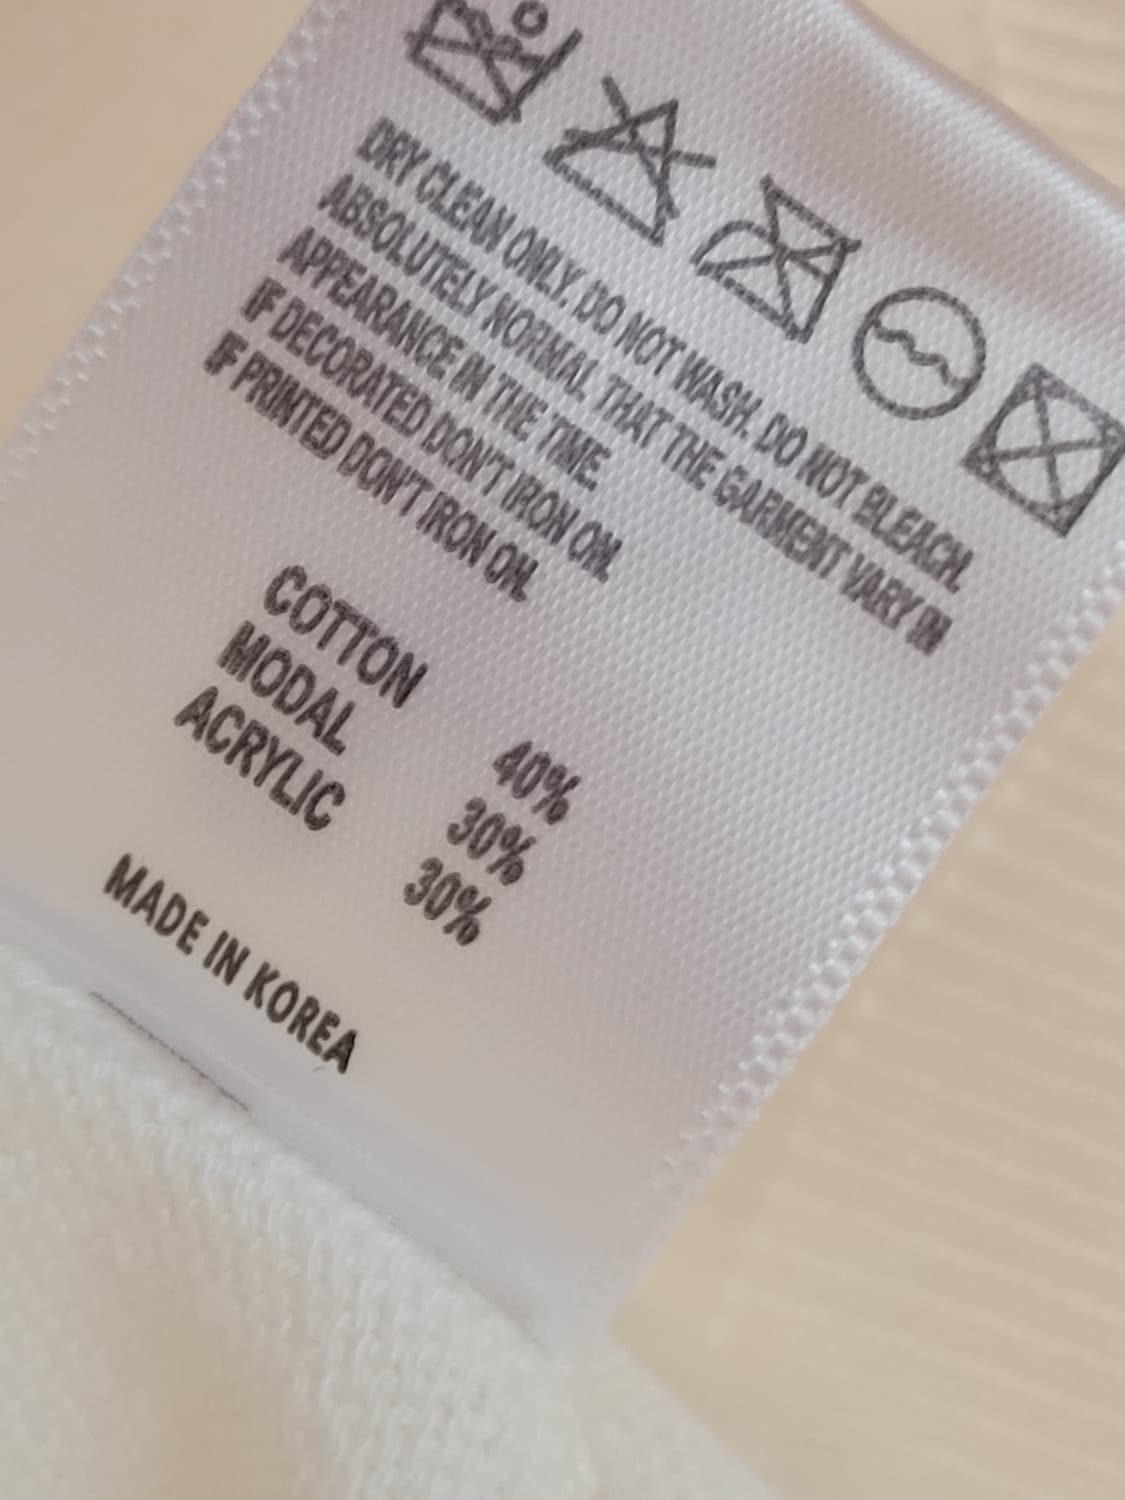 DRY CLEAN ONLY. DO NOT WASH. DO NOT BLEACH.
ABSOLUTELY NORMAL THAT THE GARMENT VARY IN
APPEARANCE IN THE TIME.
IF DECORATED DON'T IRON ON.
IF PRINTED DON'T IRON ON.
COTTON 40%
MODAL 30%
ACRYLIC 30%
MADE IN KOREA